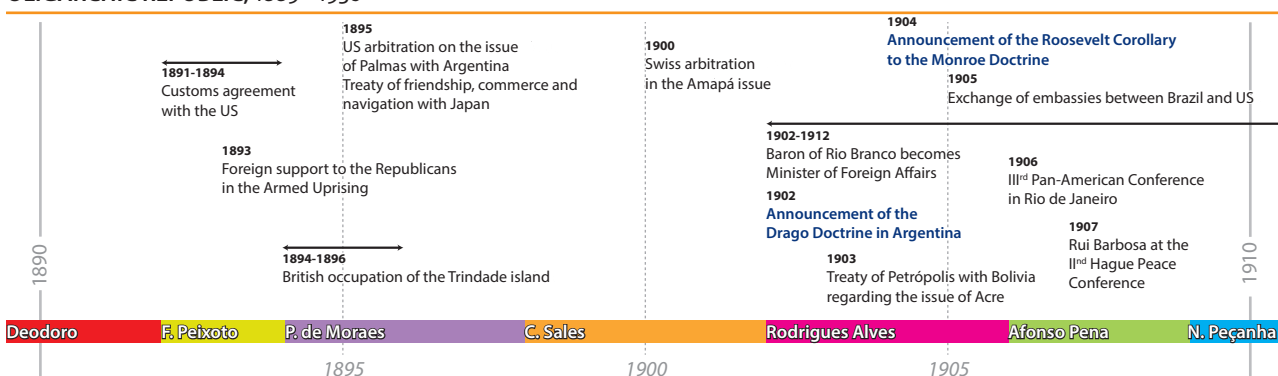 1895
US arbitration on the issue
of Palmas with Argentina
Treaty of friendship, commerce and
navigation with Japan
1891-1894
Customs agreement
with the US
1893
Foreign support to the Republicans
in the Armed Uprising
1894-1896
British occupation of the Trindade island
1900
Swiss arbitration
in the Amapá issue
1904
Announcement of the Roosevelt Corollary
to the Monroe Doctrine
1905
Exchange of embassies between Brazil and US
1902-1912
Baron of Rio Branco becomes
Minister of Foreign Affairs
1902
Announcement of the
Drago Doctrine in Argentina
1903
Treaty of Petrópolis with Bolivia
regarding the issue of Acre
1906
IIIrd Pan-American Conference
in Rio de Janeiro
1907
Rui Barbosa at the
IInd Hague Peace
Conference
1890
1910
Deodoro
F. Peixoto
P. de Moraes
C. Sales
Rodrigues Alves
Afonso Pena
N. Peçanha
1895
1900
1905